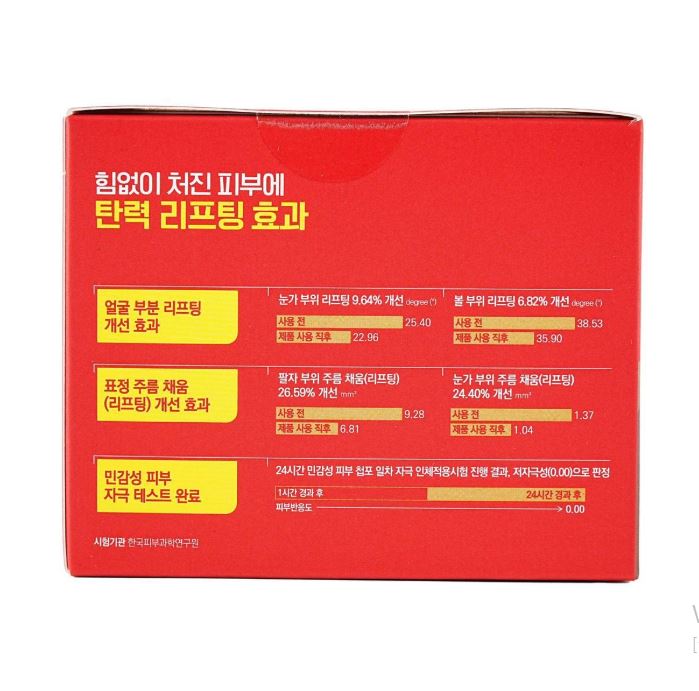 힘없이 처진 피부에
탄력 리프팅 효과
얼굴 부분 리프팅
개선 효과
눈가 부위 리프팅 9.64% 개선 degree (°)
사용 전 25.40
제품 사용 직후 22.96
볼 부위 리프팅 6.82% 개선 degree (°)
사용 전 38.53
제품 사용 직후 35.90
표정 주름 채움
(리프팅) 개선 효과
팔자 부위 주름 채움(리프팅)
26.59% 개선 mm³
사용 전 9.28
제품 사용 직후 6.81
눈가 부위 주름 채움(리프팅)
24.40% 개선 mm³
사용 전 1.37
제품 사용 직후 1.04
민감성 피부
자극 테스트 완료
24시간 민감성 피부 첩포 일차 자극 인체적용시험 진행 결과, 저자극성(0.00)으로 판정
1시간 경과 후 24시간 경과 후
피부반응도 0.00
시험기관 한국피부과학연구원